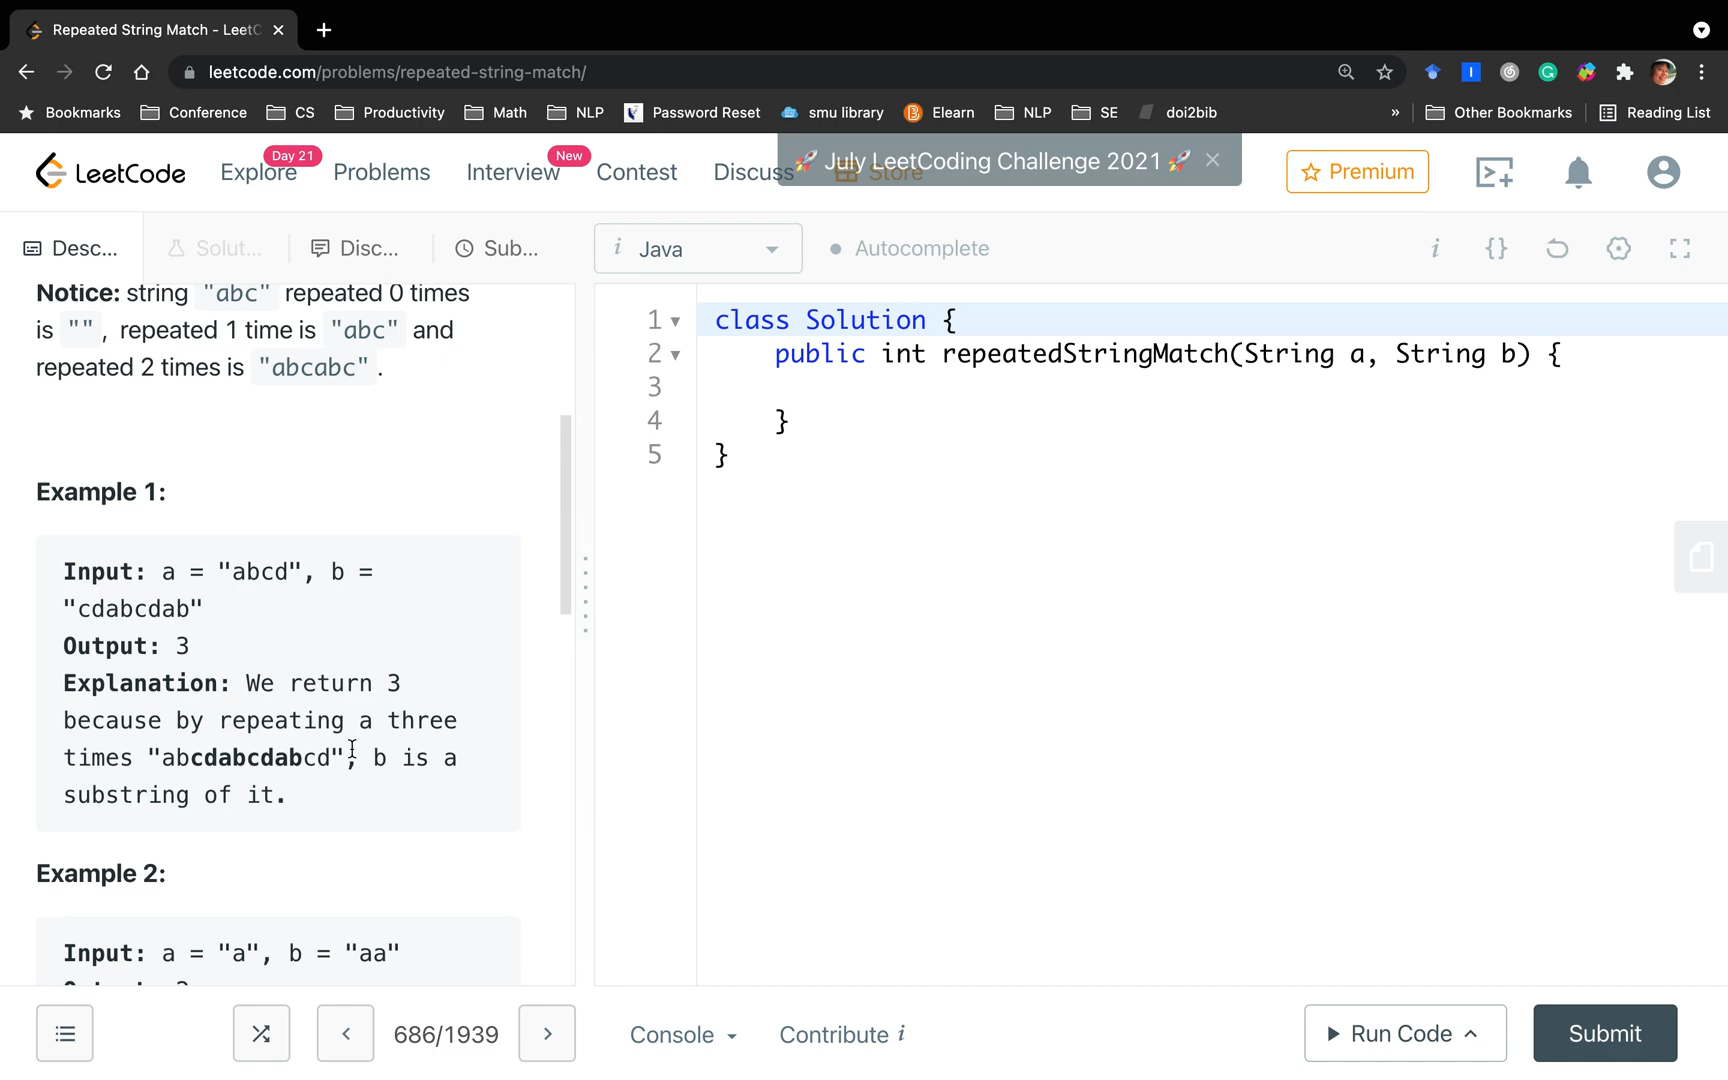 Repeated String Match - LeetC
leetcode.com/problems/repeated-string-match/
Bookmarks Conference CS Productivity Math NLP Password Reset smu library Elearn NLP SE doi2bib » Other Bookmarks Reading List
LeetCode Explore Day 21 Problems Interview New Contest Discuss Store
🚀 July LeetCoding Challenge 2021 🚀
Premium
Desc... Solut... Disc... Sub...
i Java Autocomplete i {}
Notice: string "abc" repeated 0 times
is "", repeated 1 time is "abc" and
repeated 2 times is "abcabc".
Example 1:
Input: a = "abcd", b =
"cdabcdab"
Output: 3
Explanation: We return 3
because by repeating a three
times "abcdabcdabcd", b is a
substring of it.
Example 2:
Input: a = "a", b = "aa"
1 class Solution {
2 public int repeatedStringMatch(String a, String b) {
3
4 }
5 }
686/1939
Console Contribute i
Run Code Submit